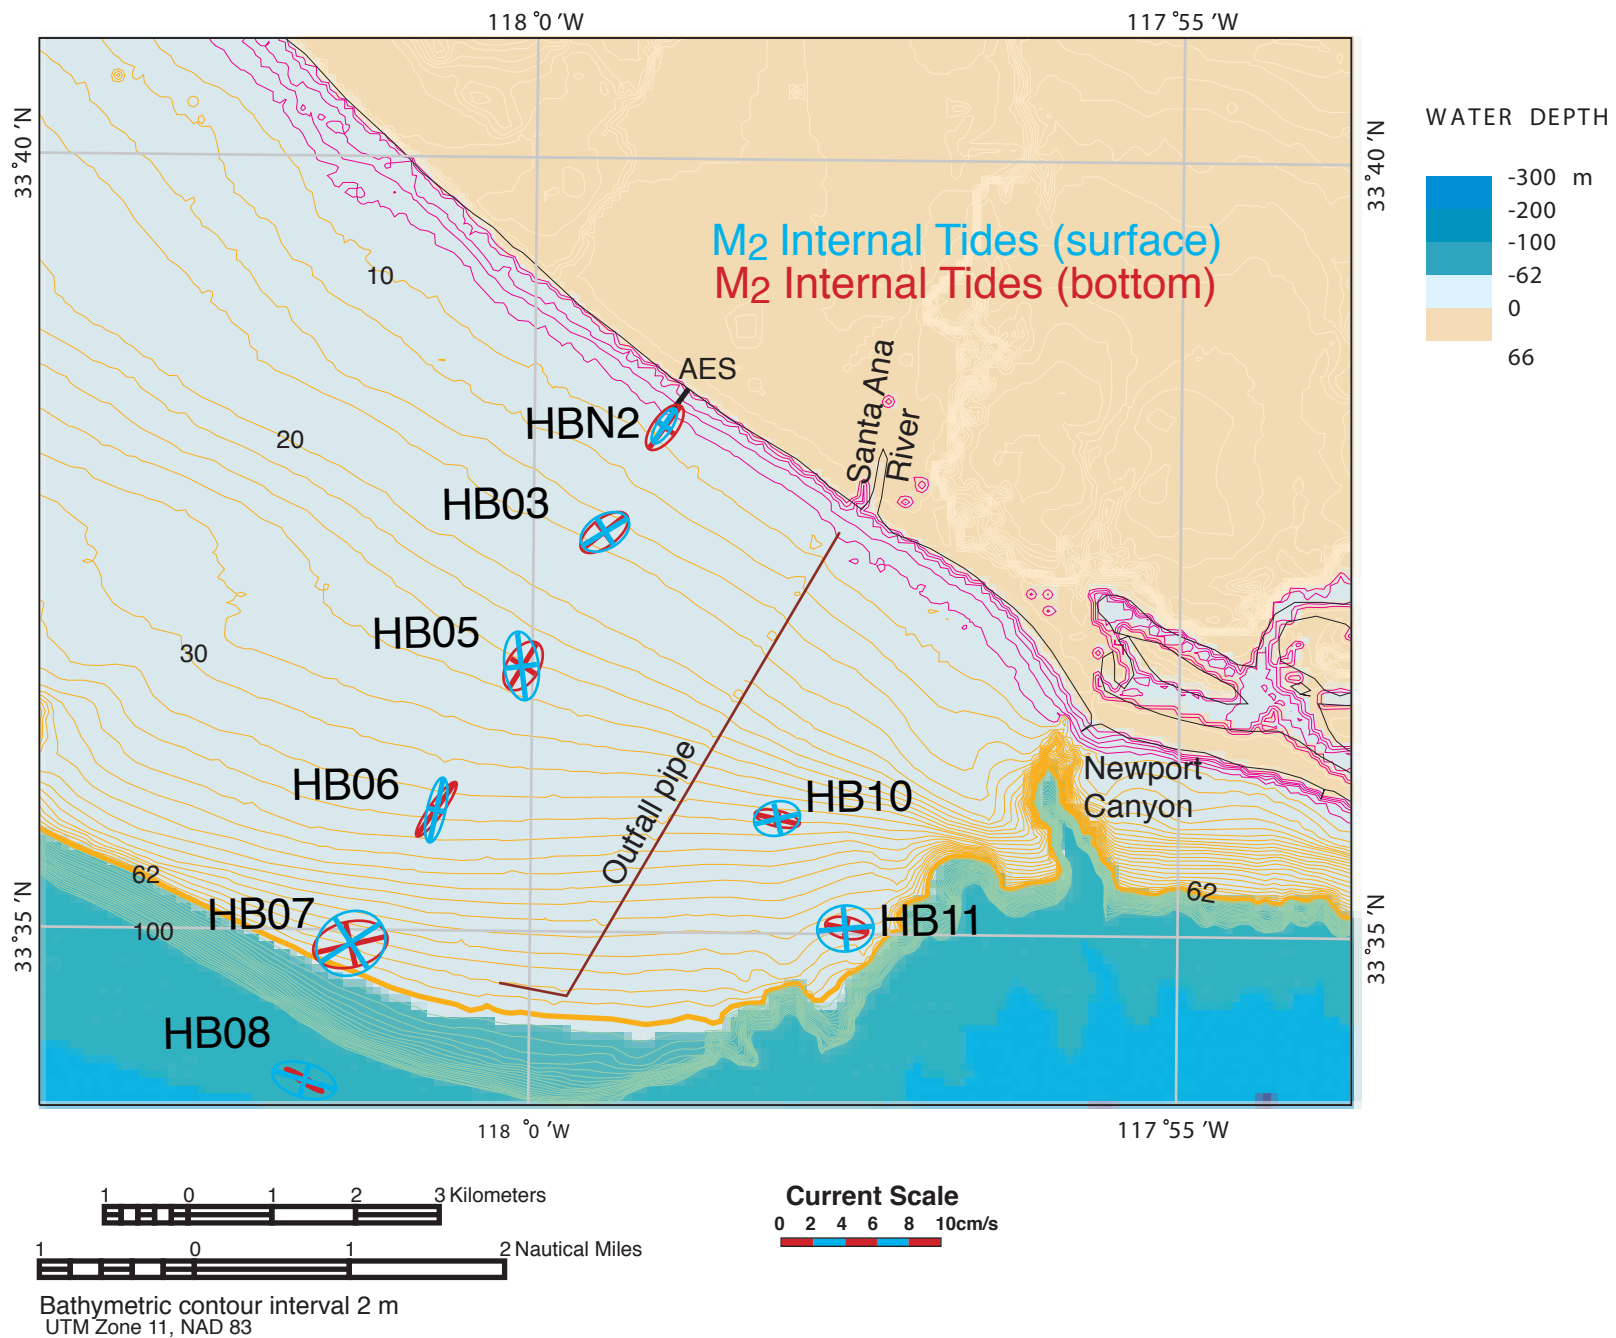 118 °0 ′W
117 °55 ′W
33 °40 ′N
33 °40 ′N
WATER DEPTH
-300 m
-200
-100
-62
0
66
M2 Internal Tides (surface)
M2 Internal Tides (bottom)
10
AES
HBN2
20
Santa Ana
River
HB03
HB05
30
HB06
Outfall pipe
HB10
Newport
Canyon
62
62
HB07
100
HB11
33 °35 ′N
33 °35 ′N
HB08
118 °0 ′W
117 °55 ′W
1 0 1 2 3 Kilometers
1 0 1 2 Nautical Miles
Current Scale
0 2 4 6 8 10cm/s
Bathymetric contour interval 2 m
UTM Zone 11, NAD 83